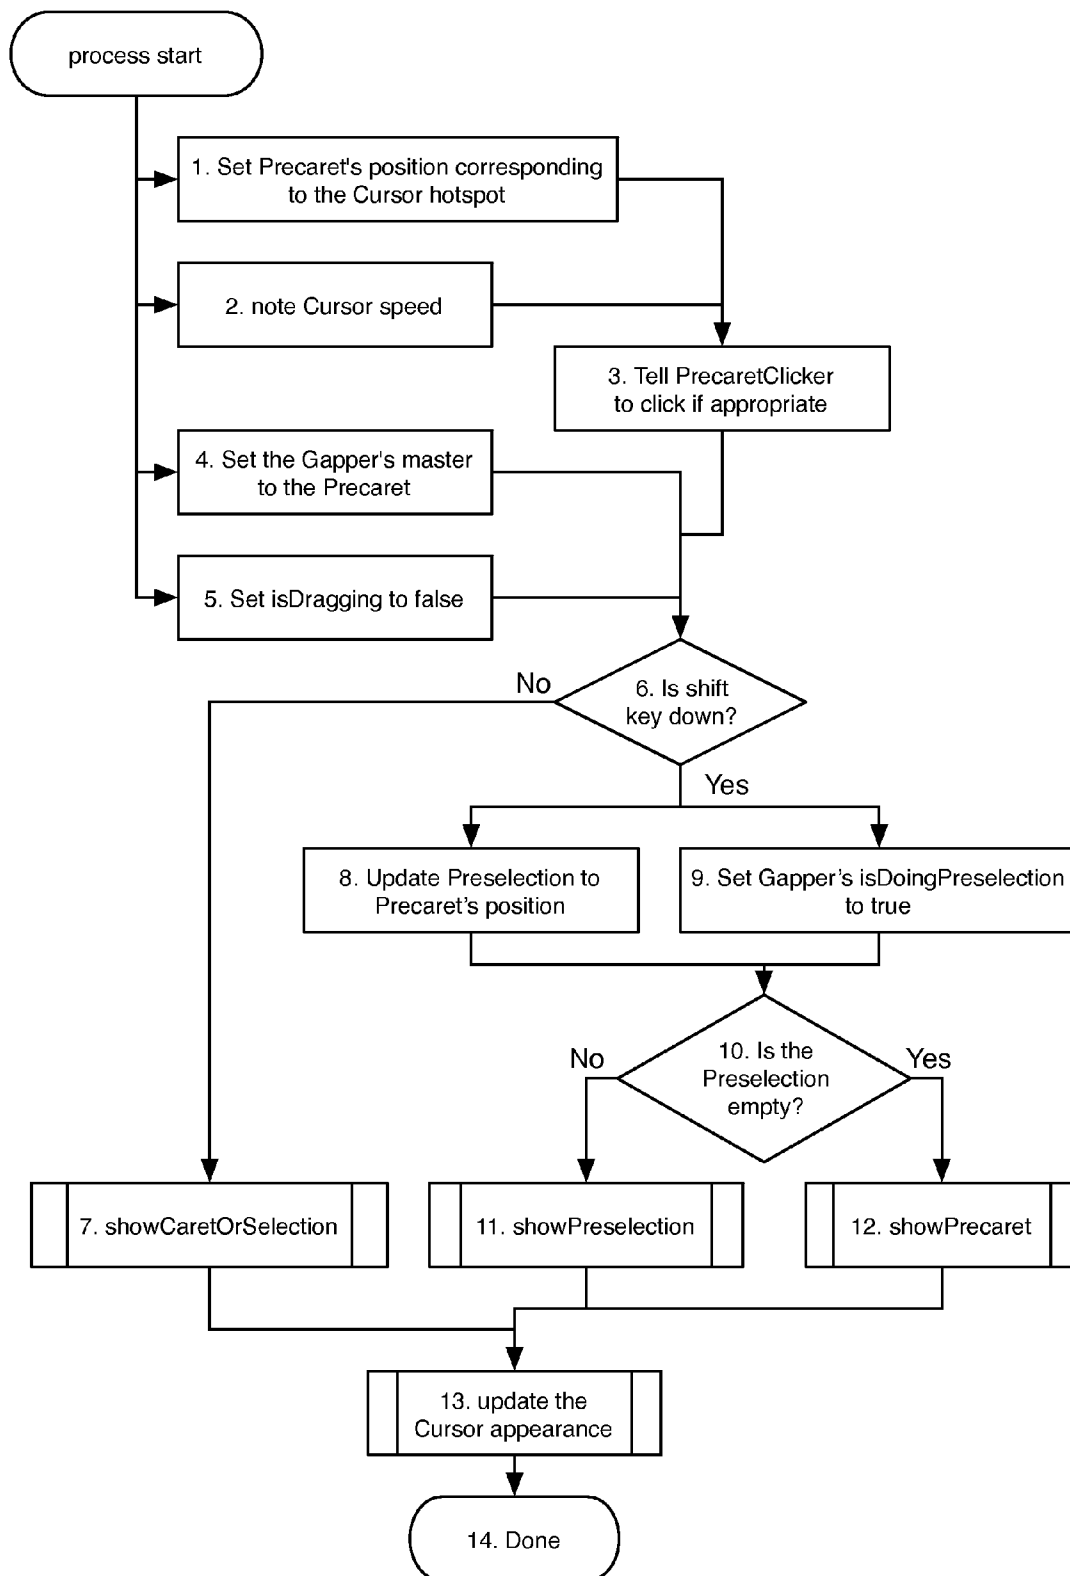 process start
1. Set Precaret's position corresponding
to the Cursor hotspot
2. note Cursor speed
3. Tell PrecaretClicker
to click if appropriate
4. Set the Gapper's master
to the Precaret
5. Set isDragging to false
No
6. Is shift
key down?
Yes
8. Update Preselection to
Precaret’s position
9. Set Gapper’s isDoingPreselection
to true
No
10. Is the
Preselection
empty?
Yes
7. showCaretOrSelection
11. showPreselection
12. showPrecaret
13. update the
Cursor appearance
14. Done